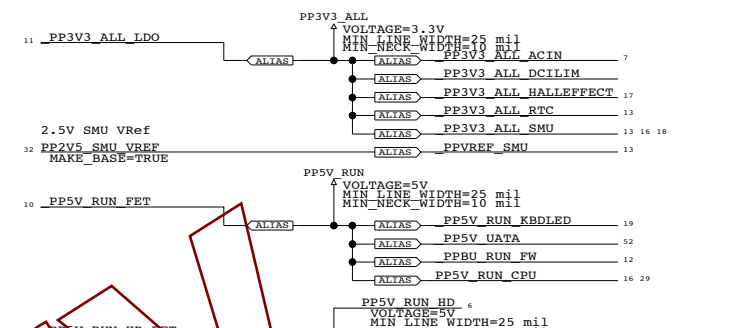 PP3V3_ALL
VOLTAGE=3.3V
MIN_LINE_WIDTH=25 mil
MIN_NECK_WIDTH=10 mil
11 _PP3V3_ALL_LDO
ALIAS
ALIAS _PP3V3_ALL_ACIN 7
ALIAS _PP3V3_ALL_DCILIM
ALIAS _PP3V3_ALL_HALLEFFECT 17
ALIAS _PP3V3_ALL_RTC 13
ALIAS _PP3V3_ALL_SMU 13 16 18
2.5V SMU VRef
32 PP2V5_SMU_VREF
MAKE_BASE=TRUE
ALIAS _PPVREF_SMU 13
PP5V_RUN
VOLTAGE=5V
MIN_LINE_WIDTH=25 mil
MIN_NECK_WIDTH=10 mil
10 _PP5V_RUN_FET
ALIAS
ALIAS _PP5V_RUN_KBDLED 19
ALIAS _PP5V_UATA 52
ALIAS _PPBU_RUN_FW 12
ALIAS PP5V_RUN_CPU 16 29
PP5V_RUN_HD 6
VOLTAGE=5V
MIN_LINE_WIDTH=25 mil